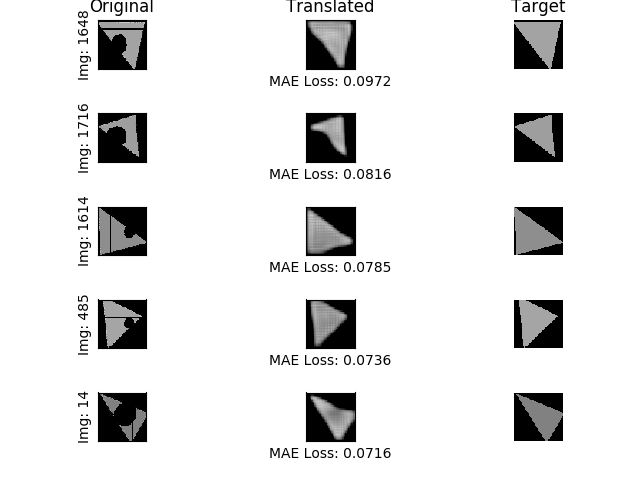 Original Translated Target
Img: 1648
MAE Loss: 0.0972
Img: 1716
MAE Loss: 0.0816
Img: 1614
MAE Loss: 0.0785
Img: 485
MAE Loss: 0.0736
Img: 14
MAE Loss: 0.0716